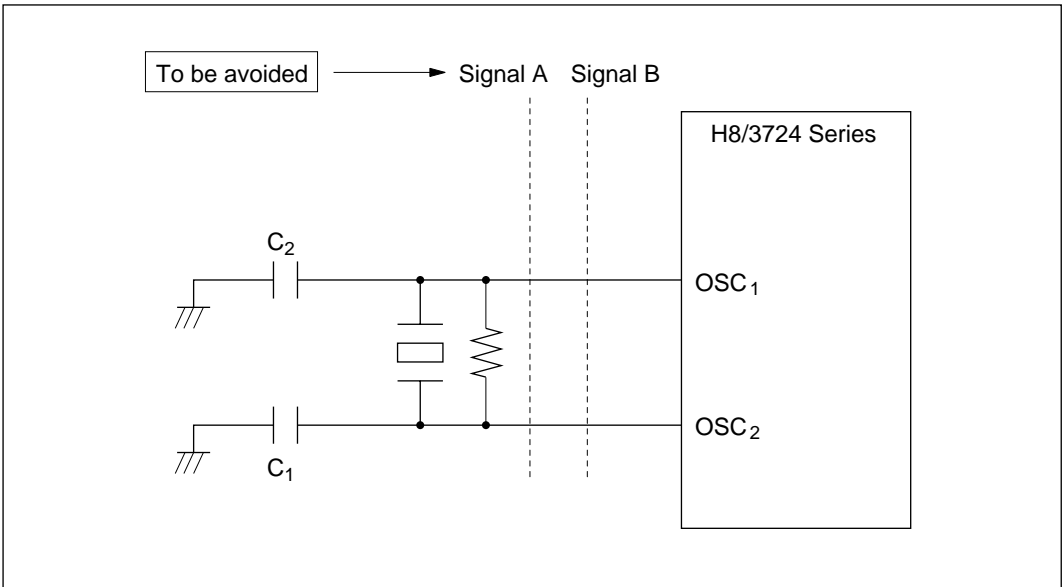 To be avoided
Signal A Signal B
H8/3724 Series
C2
OSC1
OSC2
C1